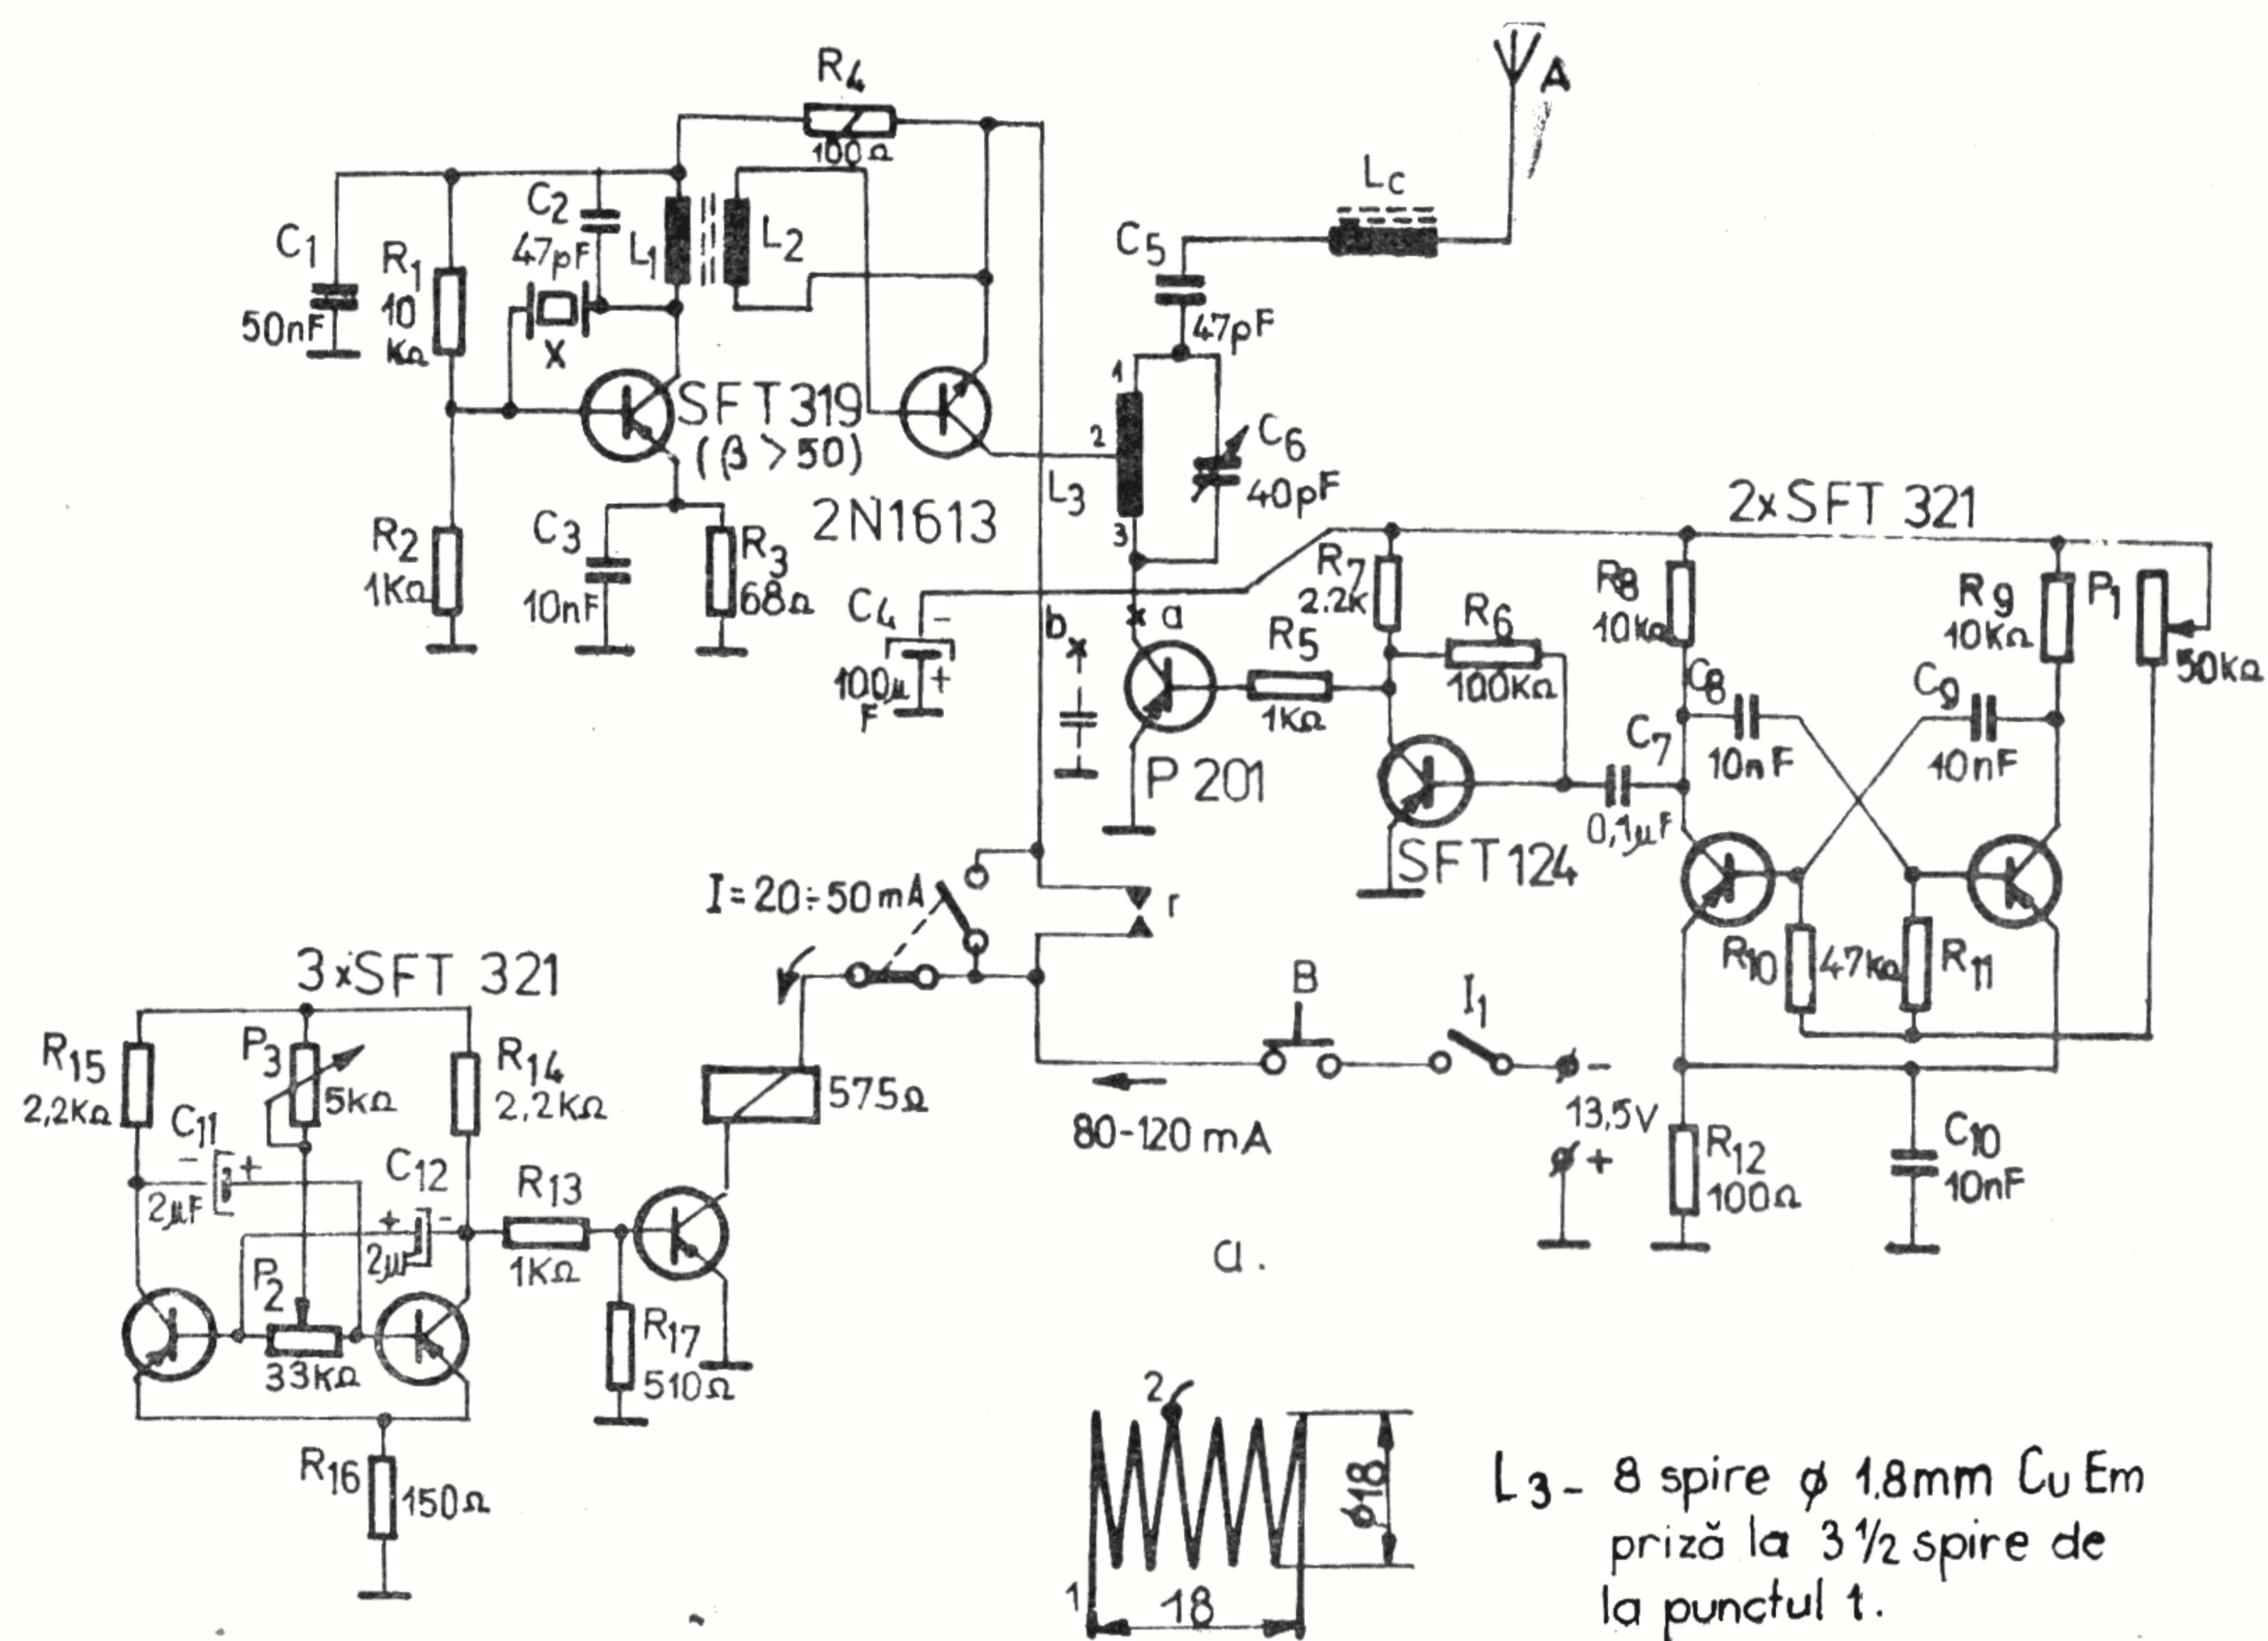 R4
100Ω
A
Lc
C1
50nF
R1
10
KΩ
C2
47pF
L1
L2
X
C5
47pF
SFT319
(β>50)
2N1613
1
2
3
L3
C6
40pF
R2
1KΩ
C3
10nF
R3
68Ω
C4
-
100μ
F
+
b
a
2xSFT 321
R7
2.2k
R8
10kΩ
R9
10KΩ
P1
50KΩ
R5
1KΩ
R6
100KΩ
C7
0,1μF
C8
10nF
C9
10nF
P 201
SFT124
I=20÷50mA
r
R10
47kΩ
R11
B
I1
-
13,5V
+
80-120 mA
R12
100Ω
C10
10nF
575Ω
3xSFT 321
R15
2,2KΩ
P3
5KΩ
R14
2,2KΩ
C11
- +
2μF
C12
+ -
2μF
R13
1KΩ
P2
33KΩ
R17
510Ω
R16
150Ω
a.
2
1
18
φ18
L3- 8 spire φ 1.8mm Cu Em
priză la 3 1/2 spire de
la punctul 1.